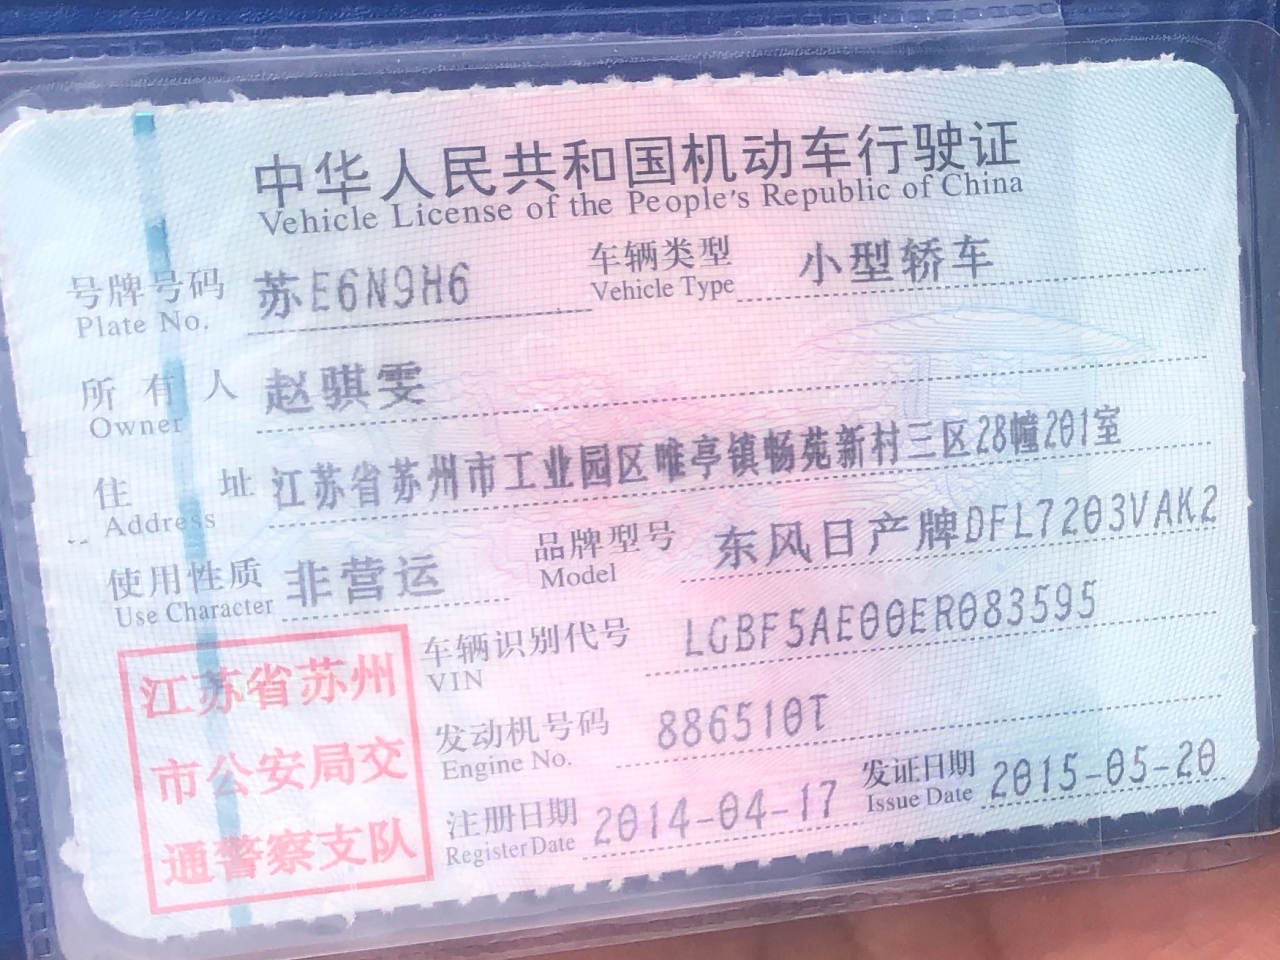 中华人民共和国机动车行驶证
Vehicle License of the People's Republic of China
号牌号码 苏E6N9H6 车辆类型 小型轿车
Plate No. Vehicle Type
所有人 赵骐雯
Owner
住址 江苏省苏州市工业园区唯亭镇畅苑新村三区28幢201室
Address
使用性质 非营运 品牌型号 东风日产牌DFL7203VAK2
Use Character Model
车辆识别代号 LGBF5AE00ER083595
VIN
发动机号码 886510T
Engine No.
注册日期 2014-04-17 发证日期 2015-05-20
Register Date Issue Date
江苏省苏州
市公安局交
通警察支队